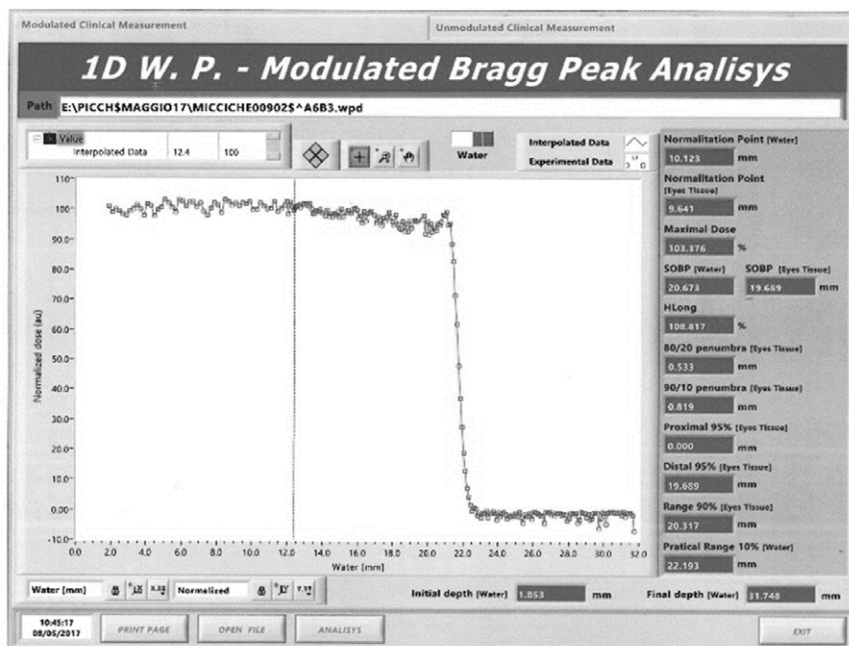 Modulated Clinical Measurement
Unmodulated Clinical Measurement
1D W. P. - Modulated Bragg Peak Analisys
Path E:\PICCH$MAGGIO17\MICCICHE00902$^A6B3.wpd
Value
Interpolated Data 12.4 100
Water
Interpolated Data
Experimental Data
Normalitation Point [Water]
10.123 mm
Normalitation Point
[Eyes Tissue]
9.641 mm
Maximal Dose
103.376 %
SOBP [Water] SOBP [Eyes Tissue]
20.673 19.689 mm
HLong
108.817 %
80/20 penumbra [Eyes Tissue]
0.533 mm
90/10 penumbra [Eyes Tissue]
0.819 mm
Proximal 95% [Eyes Tissue]
0.000 mm
Distal 95% [Eyes Tissue]
19.689 mm
Range 90% [Eyes Tissue]
20.317 mm
Pratical Range 10% [Water]
22.193 mm
Normalized dose (au)
110
100
90.0
80.0
70.0
60.0
50.0
40.0
30.0
20.0
10.0
0.00
-10.0
0.0 2.0 4.0 6.0 8.0 10.0 12.0 14.0 16.0 18.0 20.0 22.0 24.0 26.0 28.0 30.0 32.0
Water [mm]
Water [mm] Normalized
Initial depth [Water] 1.853 mm Final depth [Water] 31.748 mm
10:45:17
08/05/2017
PRINT PAGE OPEN FILE ANALISYS EXIT